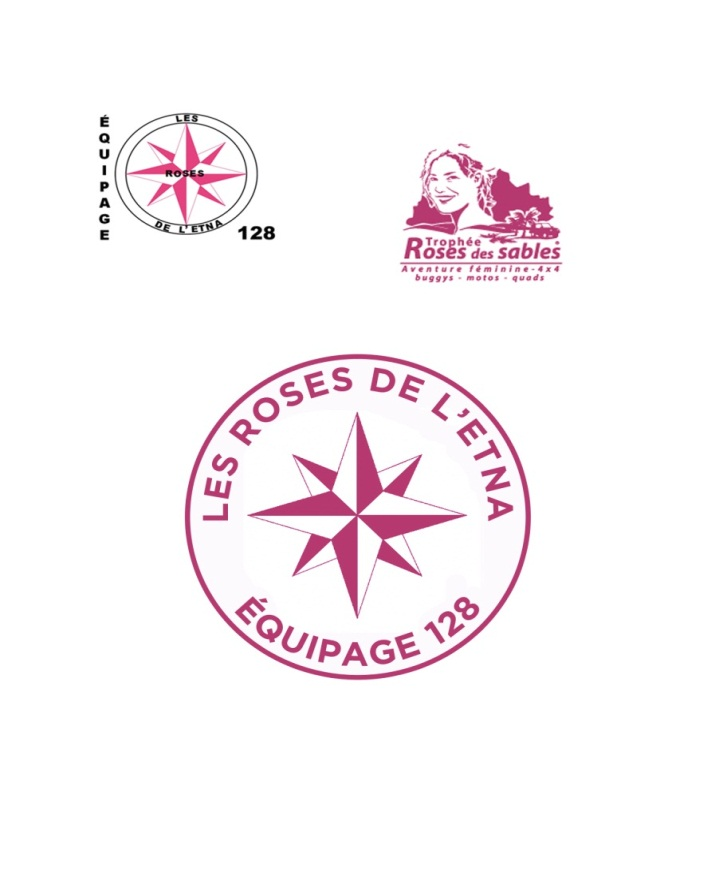 ÉQUIPAGE
LES
ROSES
DE L'ETNA
128
Trophée
Roses des sables
Aventure féminine-4x4
buggys - motos - quads
LES ROSES DE L'ETNA
ÉQUIPAGE 128